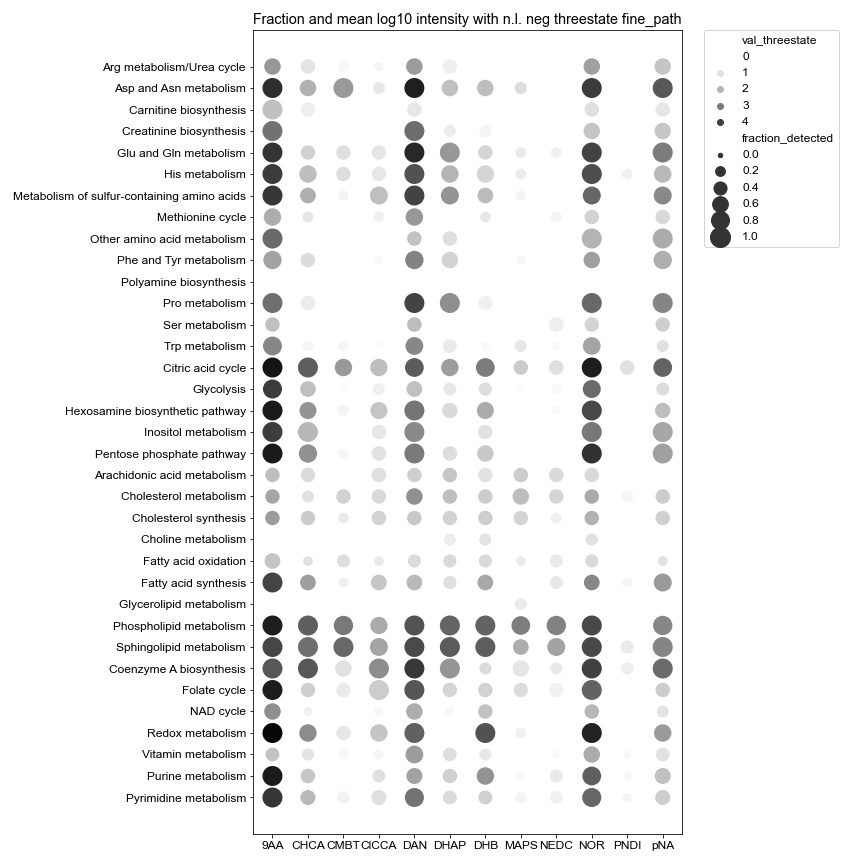 Fraction and mean log10 intensity with n.l. neg threestate fine_path
Arg metabolism/Urea cycle
Asp and Asn metabolism
Carnitine biosynthesis
Creatinine biosynthesis
Glu and Gln metabolism
His metabolism
Metabolism of sulfur-containing amino acids
Methionine cycle
Other amino acid metabolism
Phe and Tyr metabolism
Polyamine biosynthesis
Pro metabolism
Ser metabolism
Trp metabolism
Citric acid cycle
Glycolysis
Hexosamine biosynthetic pathway
Inositol metabolism
Pentose phosphate pathway
Arachidonic acid metabolism
Cholesterol metabolism
Cholesterol synthesis
Choline metabolism
Fatty acid oxidation
Fatty acid synthesis
Glycerolipid metabolism
Phospholipid metabolism
Sphingolipid metabolism
Coenzyme A biosynthesis
Folate cycle
NAD cycle
Redox metabolism
Vitamin metabolism
Purine metabolism
Pyrimidine metabolism
9AA CHCA CMBT CICCA DAN DHAP DHB MAPS NEDC NOR PNDI pNA
val_threestate
0
1
2
3
4
fraction_detected
0.0
0.2
0.4
0.6
0.8
1.0